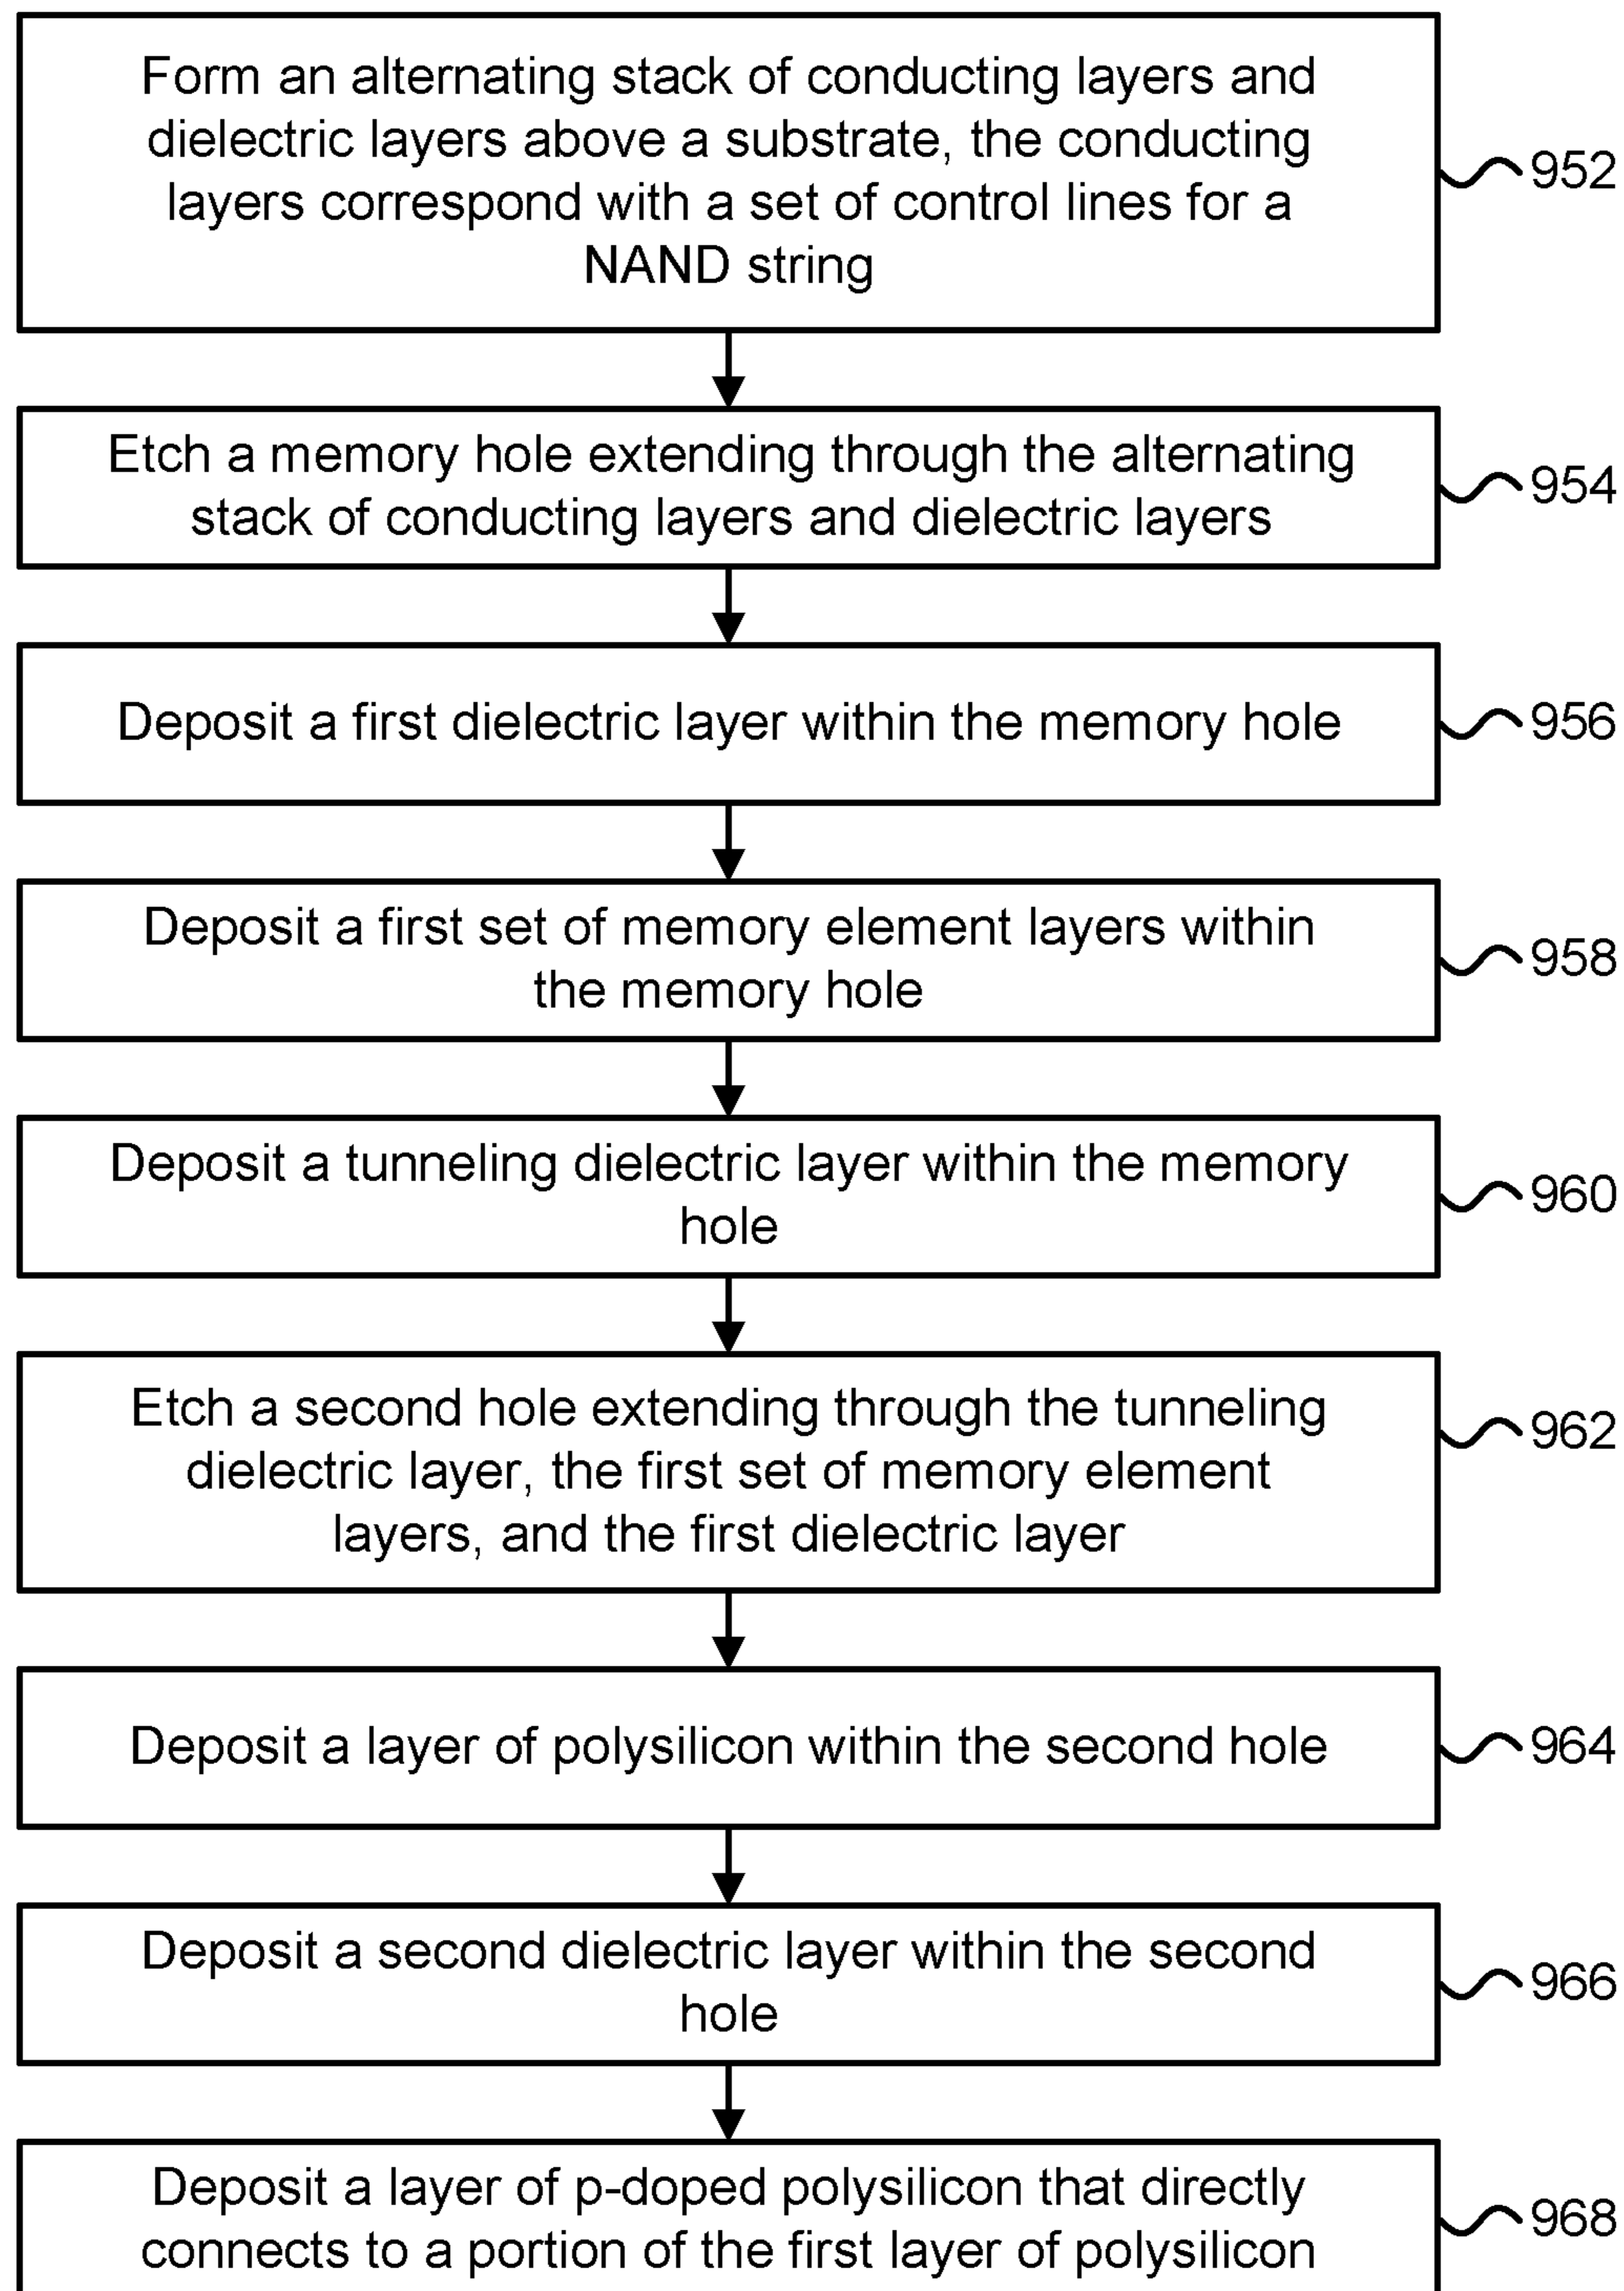 Form an alternating stack of conducting layers and
dielectric layers above a substrate, the conducting
layers correspond with a set of control lines for a
NAND string
952
Etch a memory hole extending through the alternating
stack of conducting layers and dielectric layers
954
Deposit a first dielectric layer within the memory hole
956
Deposit a first set of memory element layers within
the memory hole
958
Deposit a tunneling dielectric layer within the memory
hole
960
Etch a second hole extending through the tunneling
dielectric layer, the first set of memory element
layers, and the first dielectric layer
962
Deposit a layer of polysilicon within the second hole
964
Deposit a second dielectric layer within the second
hole
966
Deposit a layer of p-doped polysilicon that directly
connects to a portion of the first layer of polysilicon
968